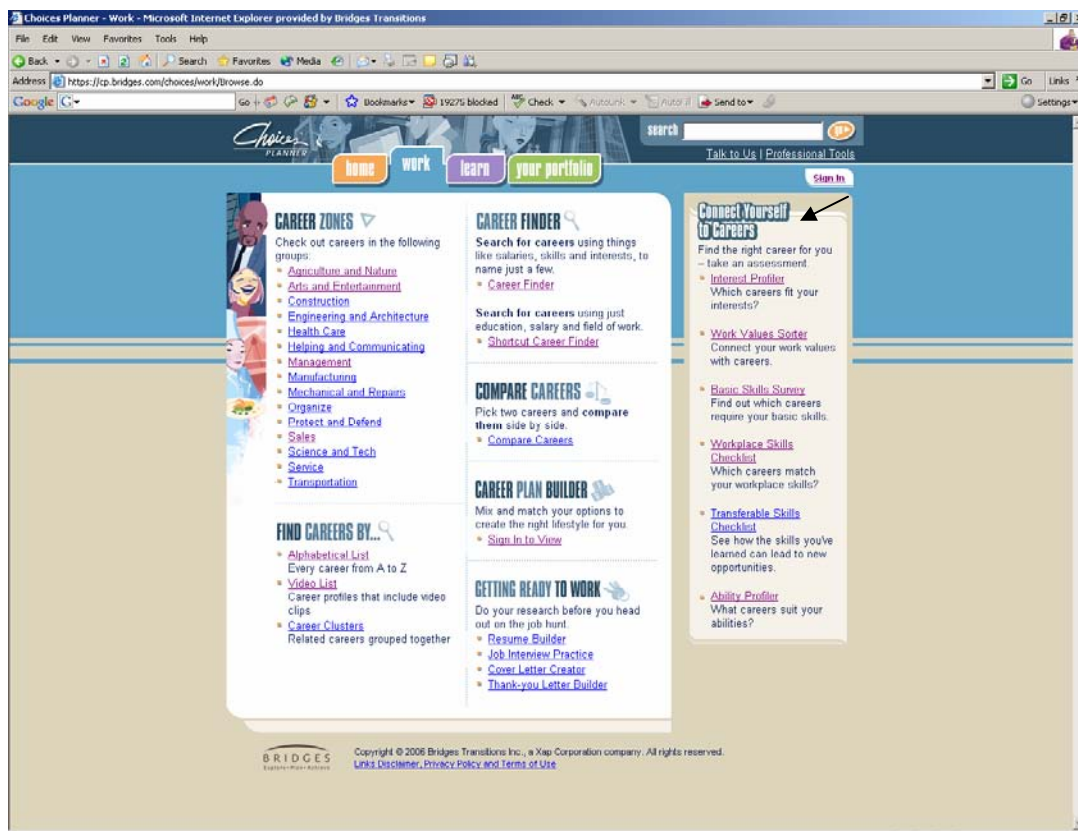 Choices Planner - Work - Microsoft Internet Explorer provided by Bridges Transitions
File Edit View Favorites Tools Help
Back Search Favorites Media
Address https://cp.bridges.com/choices/work/Browse.do Go Links
Google G Go Bookmarks 19275 blocked Check AutoLink AutoFill Send to Settings
Choices
PLANNER
search
Talk to Us | Professional Tools
home work learn your portfolio
Sign In
CAREER ZONES
Check out careers in the following
groups:
Agriculture and Nature
Arts and Entertainment
Construction
Engineering and Architecture
Health Care
Helping and Communicating
Management
Manufacturing
Mechanical and Repairs
Organize
Protect and Defend
Sales
Science and Tech
Service
Transportation
FIND CAREERS BY...
Alphabetical List
Every career from A to Z
Video List
Career profiles that include video
clips
Career Clusters
Related careers grouped together
CAREER FINDER
Search for careers using things
like salaries, skills and interests, to
name just a few.
Career Finder
Search for careers using just
education, salary and field of work.
Shortcut Career Finder
COMPARE CAREERS
Pick two careers and compare
them side by side.
Compare Careers
CAREER PLAN BUILDER
Mix and match your options to
create the right lifestyle for you.
Sign In to View
GETTING READY TO WORK
Do your research before you head
out on the job hunt.
Resume Builder
Job Interview Practice
Cover Letter Creator
Thank-you Letter Builder
Connect Yourself
to Careers
Find the right career for you
– take an assessment.
Interest Profiler
Which careers fit your
interests?
Work Values Sorter
Connect your work values
with careers.
Basic Skills Survey
Find out which careers
require your basic skills.
Workplace Skills
Checklist
Which careers match
your workplace skills?
Transferable Skills
Checklist
See how the skills you've
learned can lead to new
opportunities.
Ability Profiler
What careers suit your
abilities?
BRIDGES
Explore•Plan•Achieve
Copyright © 2006 Bridges Transitions Inc., a Xap Corporation company. All rights reserved.
Links Disclaimer, Privacy Policy and Terms of Use